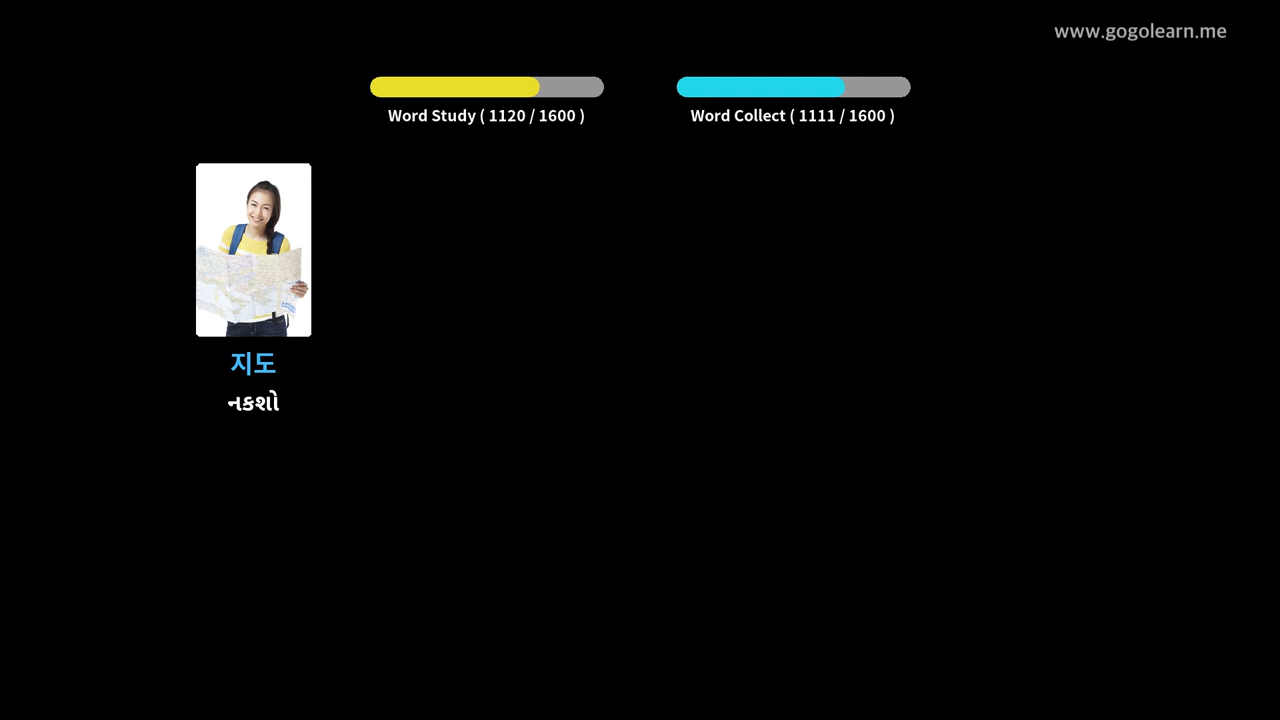 www.gogolearn.me
Word Study ( 1120 / 1600 )
Word Collect ( 1111 / 1600 )
지도
નકશો